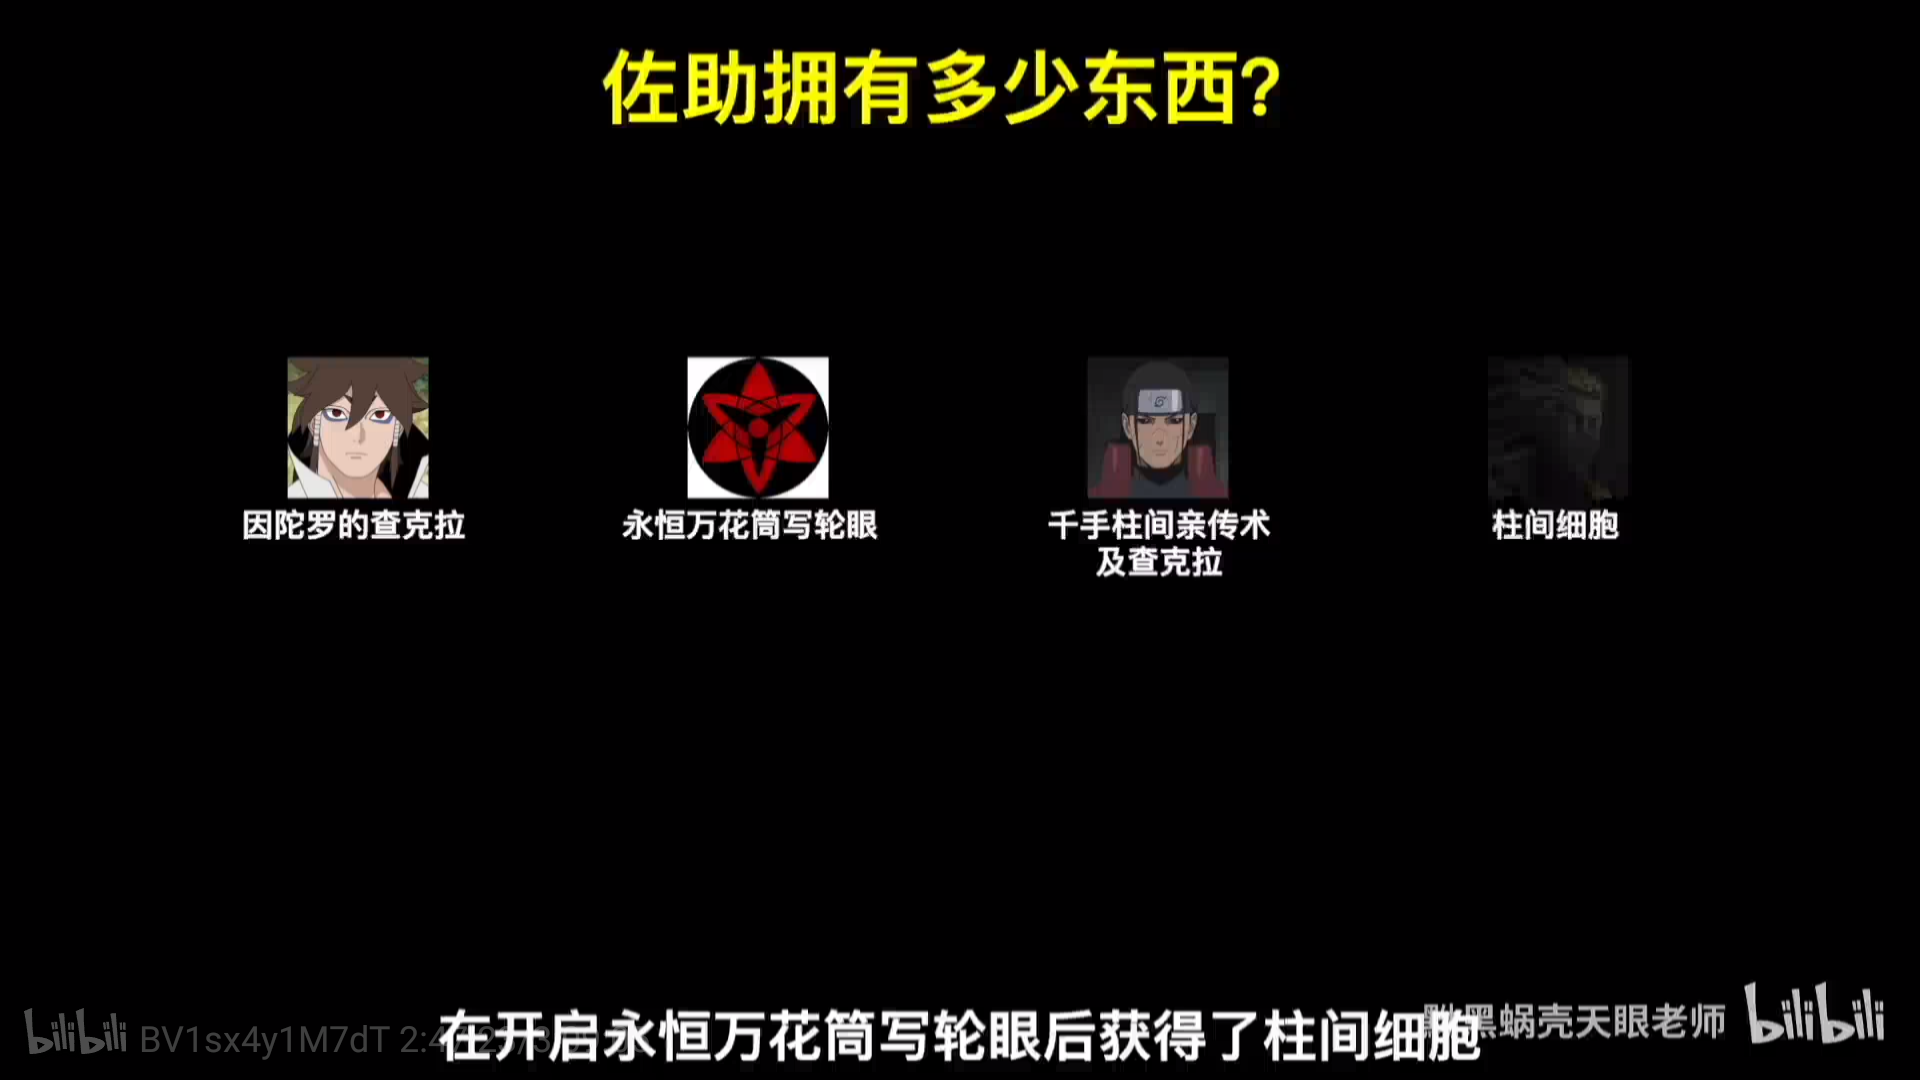 佐助拥有多少东西?
因陀罗的查克拉
永恒万花筒写轮眼
千手柱间亲传术
及查克拉
柱间细胞
在开启永恒万花筒写轮眼后获得了柱间细胞
bilibili BV1sx4y1M7dT
黑蜗壳天眼老师 bilibili